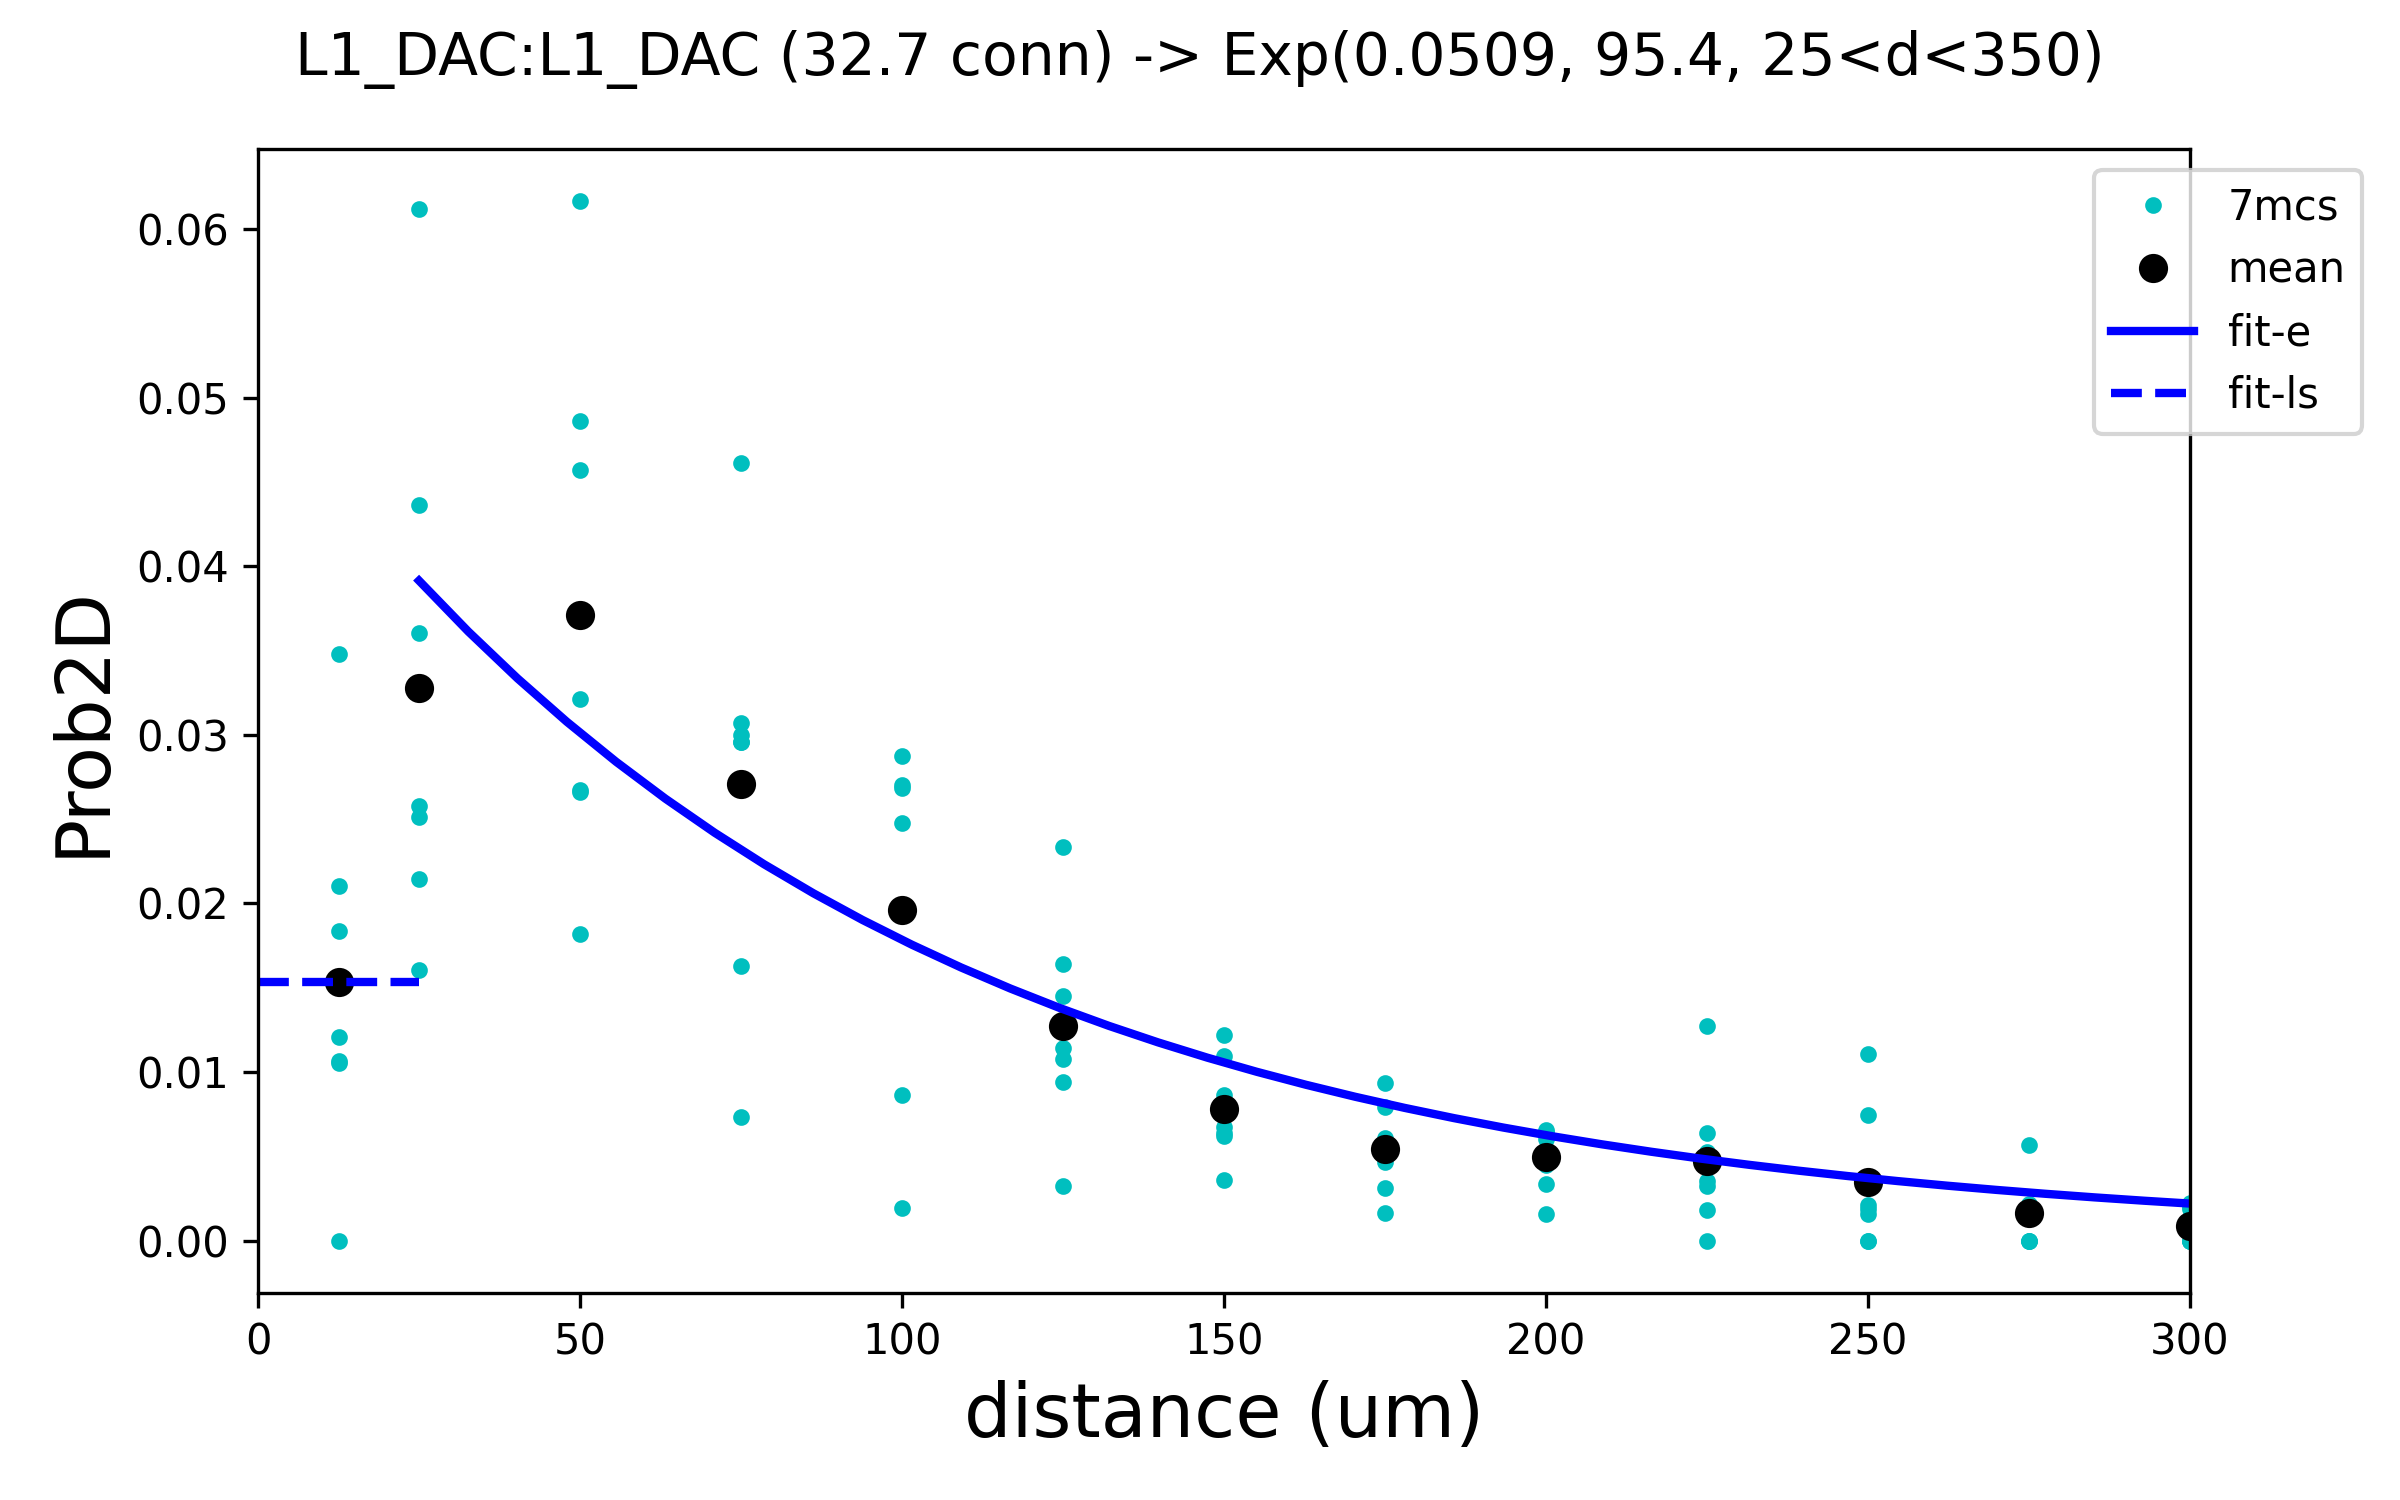 L1_DAC:L1_DAC (32.7 conn) -> Exp(0.0509, 95.4, 25<d<350)
7mcs
mean
fit-e
fit-ls
Prob2D
0.06
0.05
0.04
0.03
0.02
0.01
0.00
0 50 100 150 200 250 300
distance (um)